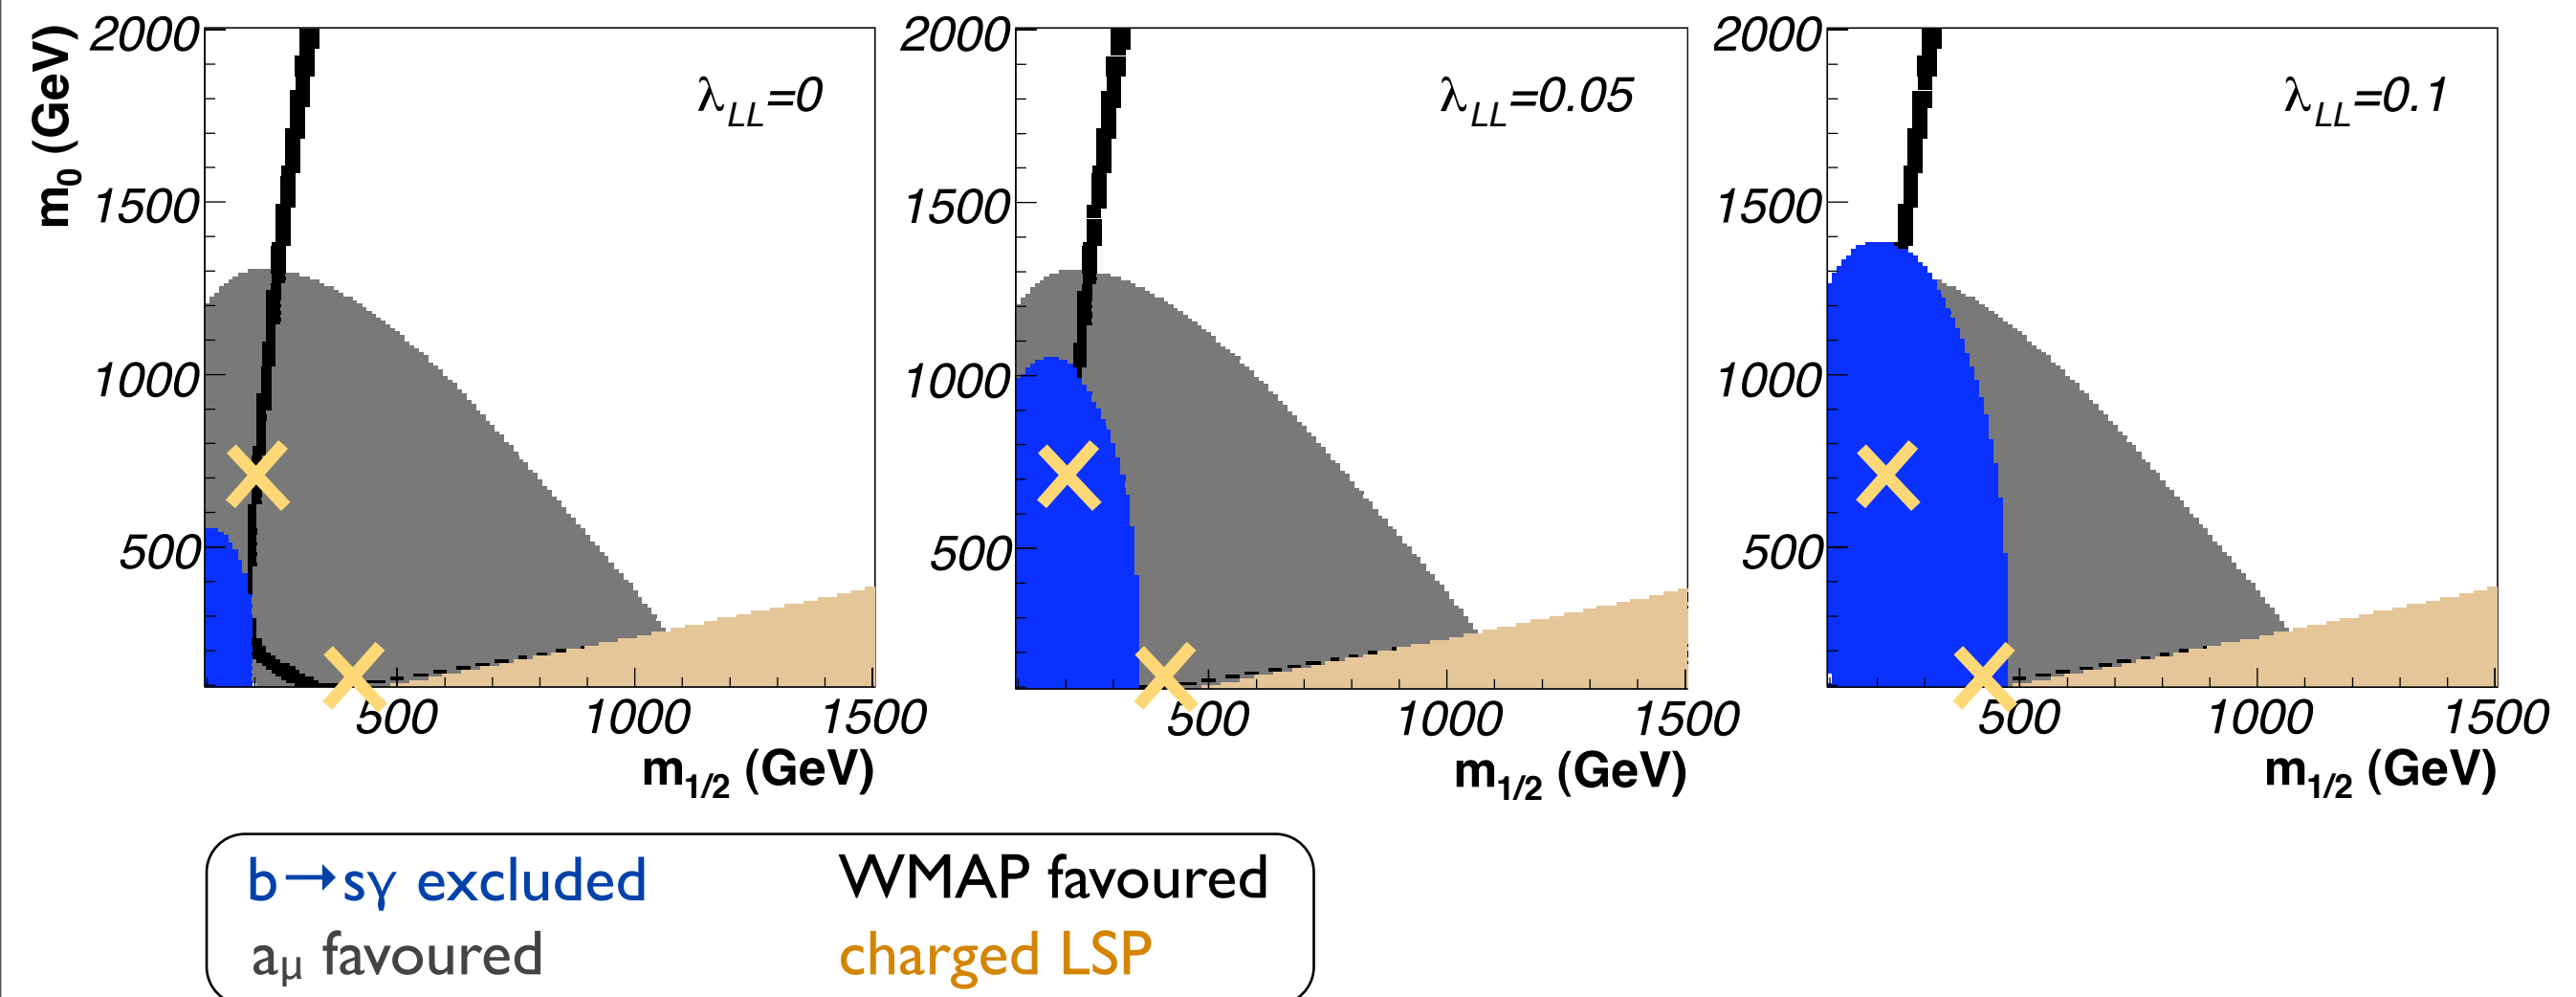 m0 (GeV)
2000
1500
1000
500
λLL=0
500 1000 1500
m1/2 (GeV)
2000
1500
1000
500
λLL=0.05
500 1000 1500
m1/2 (GeV)
2000
1500
1000
500
λLL=0.1
500 1000 1500
m1/2 (GeV)
b→sγ excluded
WMAP favoured
aμ favoured
charged LSP